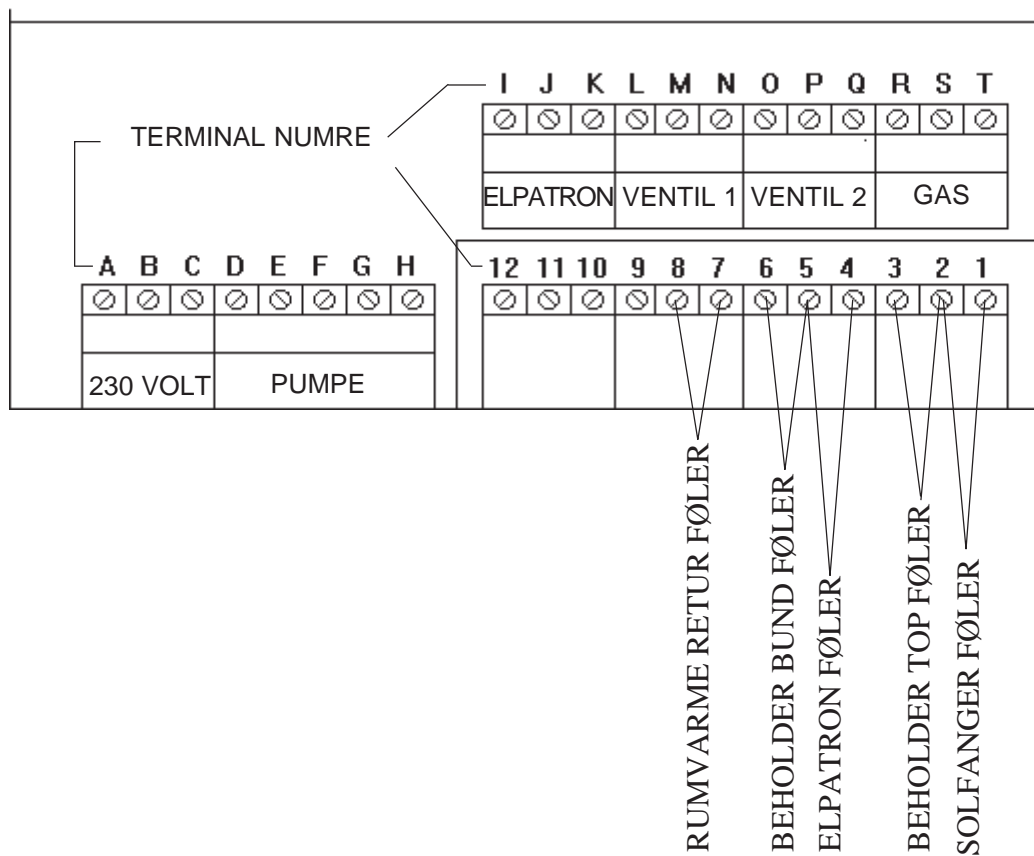 I J K L M N O P Q R S T
TERMINAL NUMRE
ELPATRON VENTIL 1 VENTIL 2 GAS
A B C D E F G H
12 11 10 9 8 7 6 5 4 3 2 1
230 VOLT PUMPE
RUMVARME RETUR FØLER
BEHOLDER BUND FØLER
ELPATRON FØLER
BEHOLDER TOP FØLER
SOLFANGER FØLER